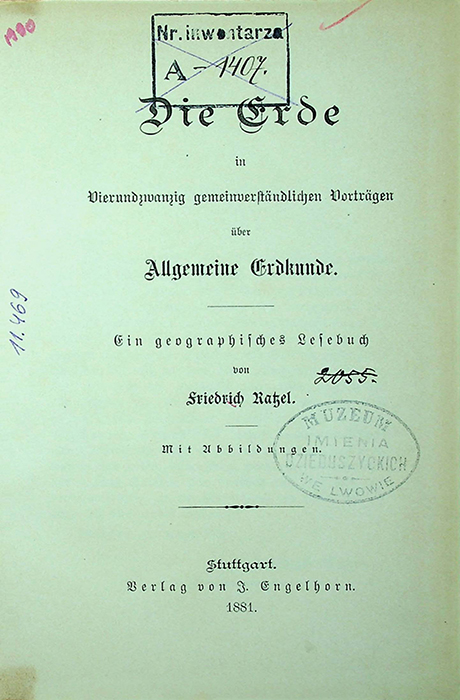 Nr. inwentarza
A - 1407.
Die Erde
in
Vierundzwanzig gemeinverständlichen Vorträgen
über
Allgemeine Erdkunde.
11.469
Ein geographisches Lesebuch
von
2055.
Friedrich Ratzel.
Mit Abbildungen.
MUZEUM
IMIENIA
DZIEDUSZYCKICH
WE LWOWIE
Stuttgart.
Verlag von J. Engelhorn.
1881.